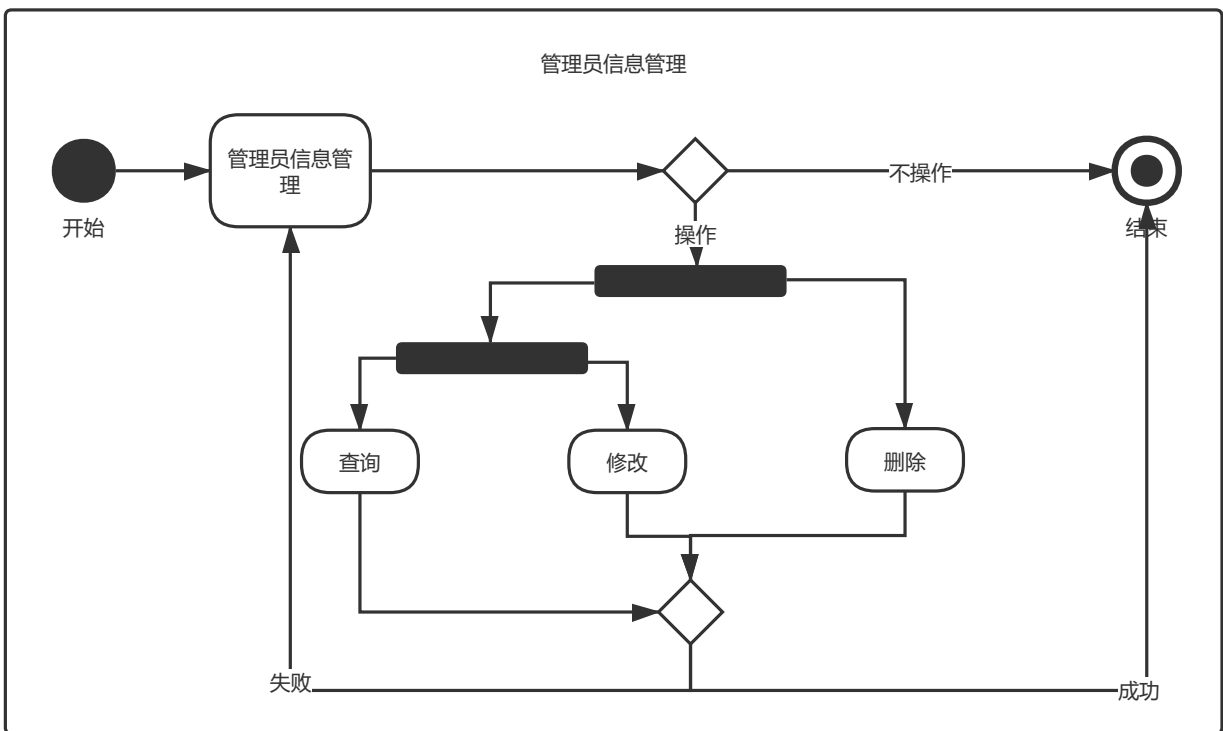 管理员信息管理
管理员信息管
理
不操作
开始
结束
操作
查询
修改
删除
失败
成功